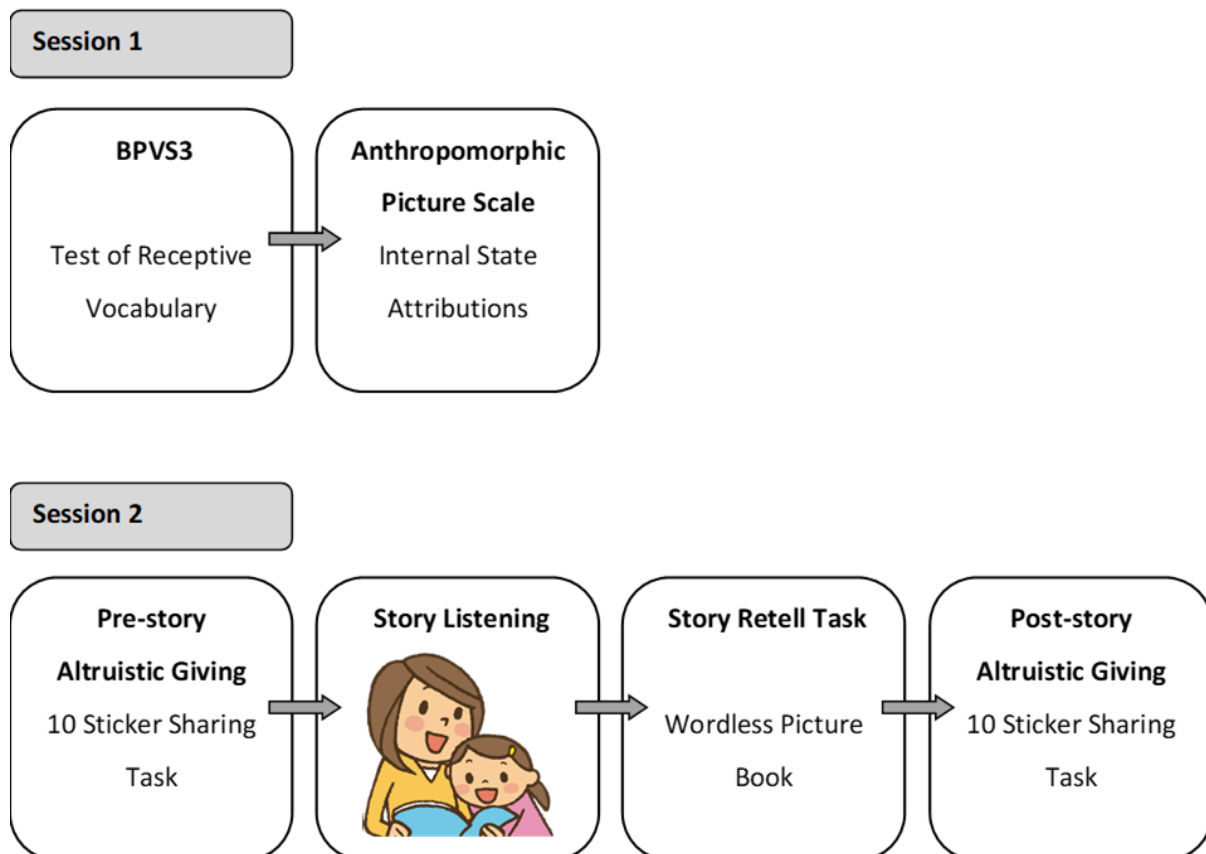 Session 1
BPVS3
Test of Receptive
Vocabulary
Anthropomorphic
Picture Scale
Internal State
Attributions
Session 2
Pre-story
Altruistic Giving
10 Sticker Sharing
Task
Story Listening
Story Retell Task
Wordless Picture
Book
Post-story
Altruistic Giving
10 Sticker Sharing
Task